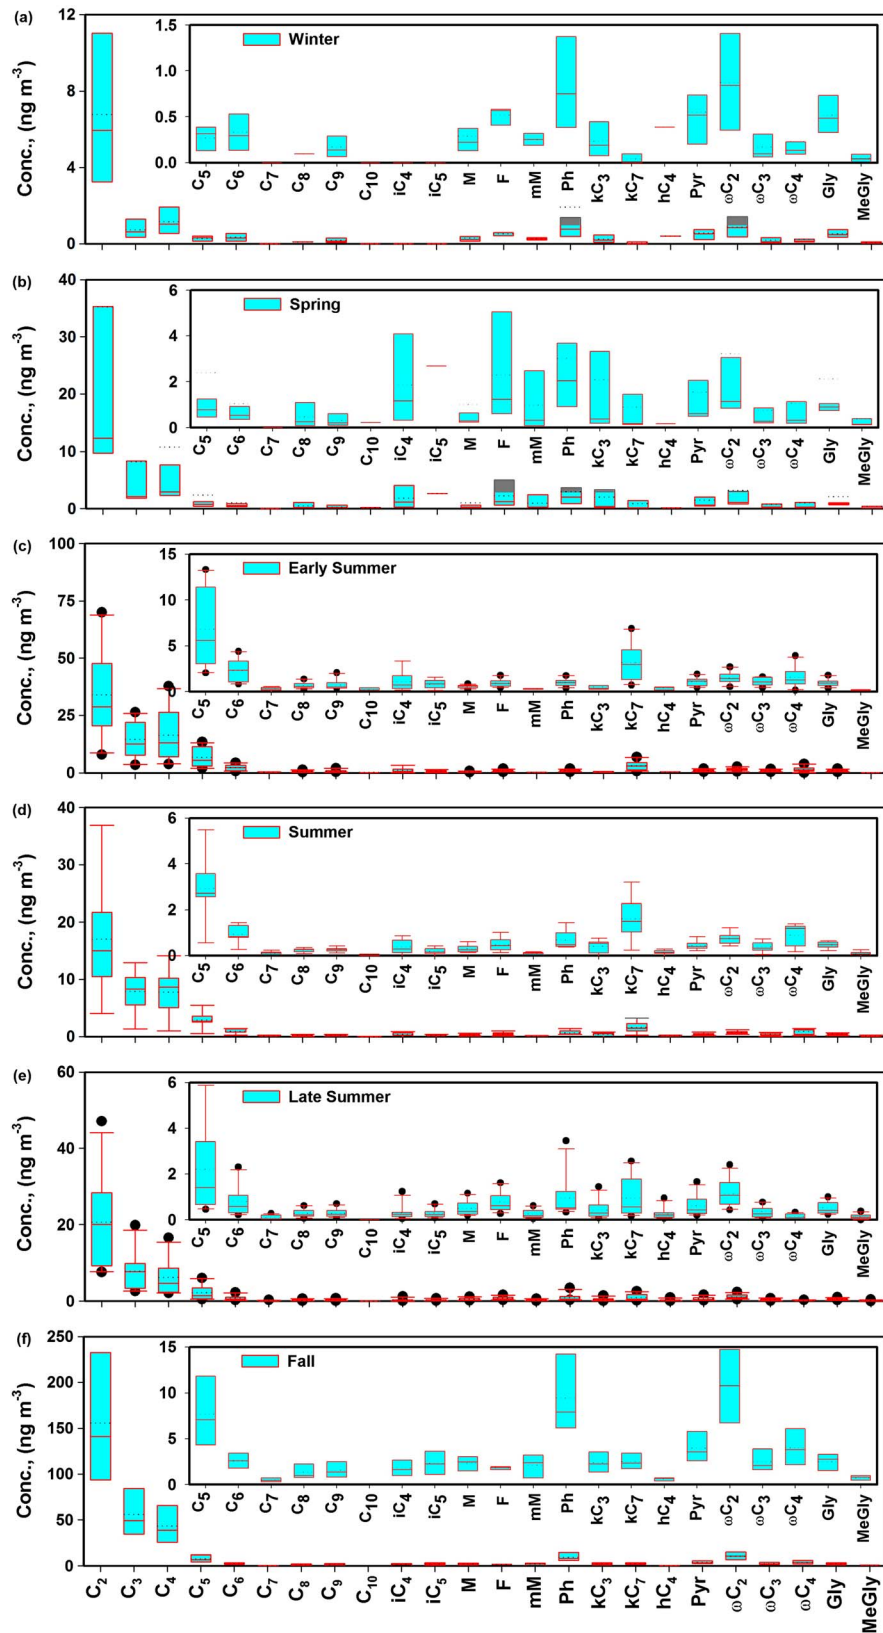 (a)
Conc., (ng m⁻³)
12
8
4
0
1.5
1.0
0.5
0.0
Winter
C₅ C₆ C₇ C₈ C₉ C₁₀ iC₄ iC₅ M F mM Ph kC₃ kC₇ hC₄ Pyr ωC₂ ωC₃ ωC₄ Gly MeGly
(b)
Conc., (ng m⁻³)
40
30
20
10
0
6
4
2
0
Spring
C₅ C₆ C₇ C₈ C₉ C₁₀ iC₄ iC₅ M F mM Ph kC₃ kC₇ hC₄ Pyr ωC₂ ωC₃ ωC₄ Gly MeGly
(c)
Conc., (ng m⁻³)
100
75
50
25
0
15
10
5
0
Early Summer
C₅ C₆ C₇ C₈ C₉ C₁₀ iC₄ iC₅ M F mM Ph kC₃ kC₇ hC₄ Pyr ωC₂ ωC₃ ωC₄ Gly MeGly
(d)
Conc., (ng m⁻³)
40
30
20
10
0
6
4
2
0
Summer
C₅ C₆ C₇ C₈ C₉ C₁₀ iC₄ iC₅ M F mM Ph kC₃ kC₇ hC₄ Pyr ωC₂ ωC₃ ωC₄ Gly MeGly
(e)
Conc., (ng m⁻³)
60
40
20
0
6
4
2
0
Late Summer
C₅ C₆ C₇ C₈ C₉ C₁₀ iC₄ iC₅ M F mM Ph kC₃ kC₇ hC₄ Pyr ωC₂ ωC₃ ωC₄ Gly MeGly
(f)
Conc., (ng m⁻³)
250
200
150
100
50
0
15
10
5
0
Fall
C₅ C₆ C₇ C₈ C₉ C₁₀ iC₄ iC₅ M F mM Ph kC₃ kC₇ hC₄ Pyr ωC₂ ωC₃ ωC₄ Gly MeGly
C₂ C₃ C₄ C₅ C₆ C₇ C₈ C₉ C₁₀ iC₄ iC₅ M F mM Ph kC₃ kC₇ hC₄ Pyr ωC₂ ωC₃ ωC₄ Gly MeGly